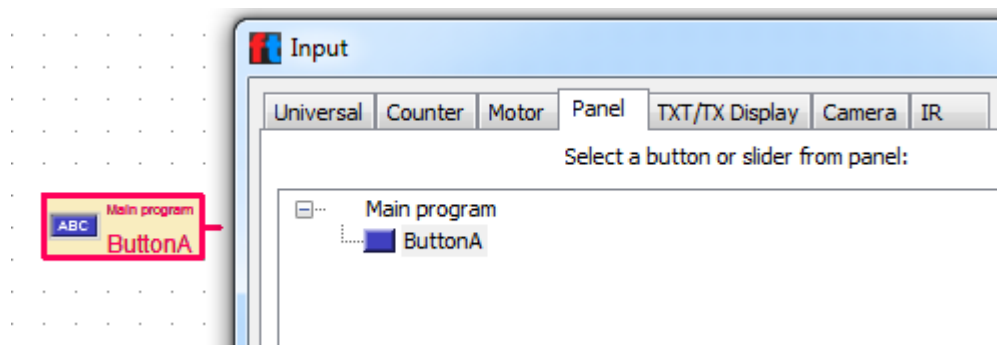 ft Input
Universal Counter Motor Panel TXT/TX Display Camera IR
Select a button or slider from panel:
Main program
ButtonA
ABC
Main program
ButtonA